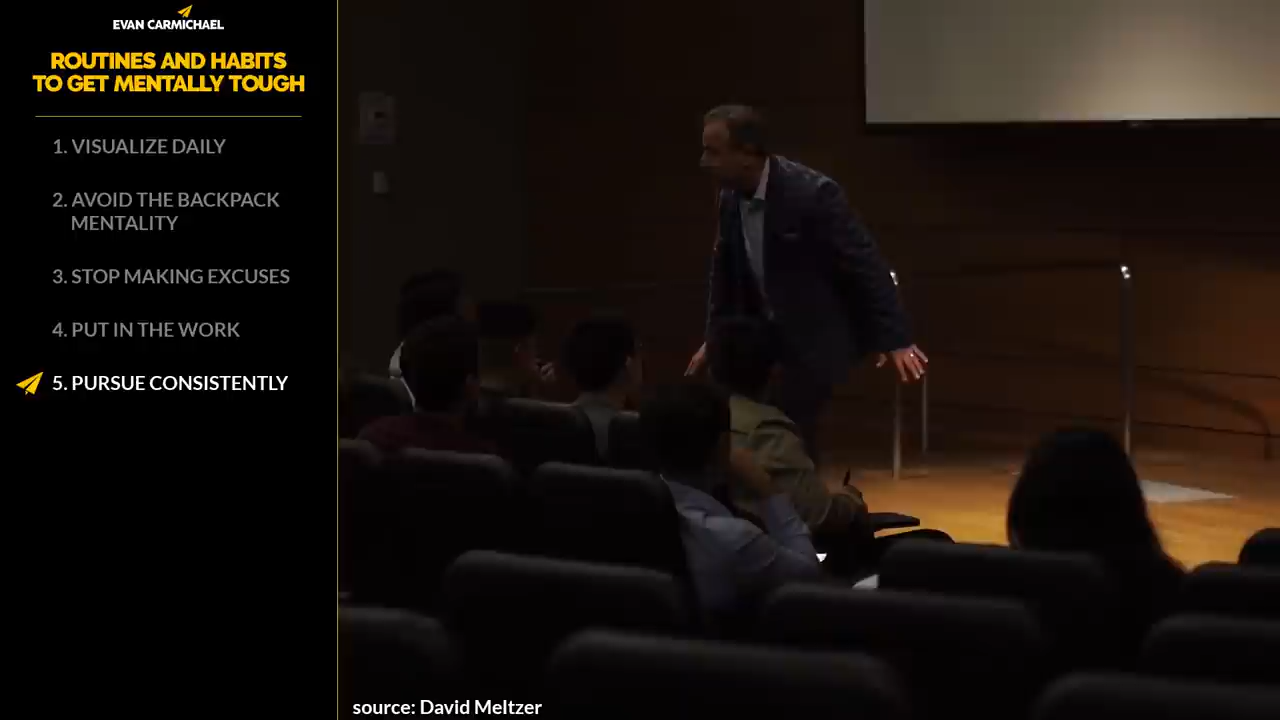 EVAN CARMICHAEL
ROUTINES AND HABITS
TO GET MENTALLY TOUGH
1. VISUALIZE DAILY
2. AVOID THE BACKPACK
MENTALITY
3. STOP MAKING EXCUSES
4. PUT IN THE WORK
5. PURSUE CONSISTENTLY
source: David Meltzer